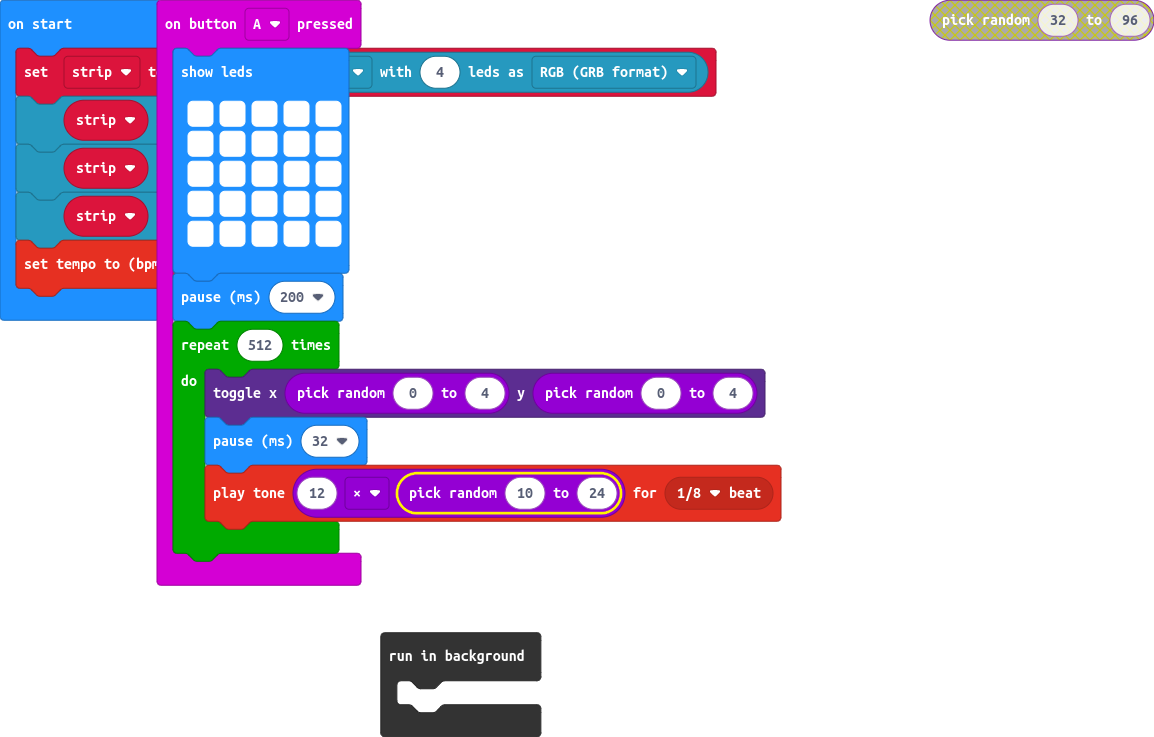 on start
set strip t
with 4 leds as RGB (GRB format)
strip
strip
strip
set tempo to (bpm
on button A pressed
show leds
pause (ms) 200
repeat 512 times
do
toggle x pick random 0 to 4 y pick random 0 to 4
pause (ms) 32
play tone 12 × pick random 10 to 24 for 1/8 beat
pick random 32 to 96
run in background